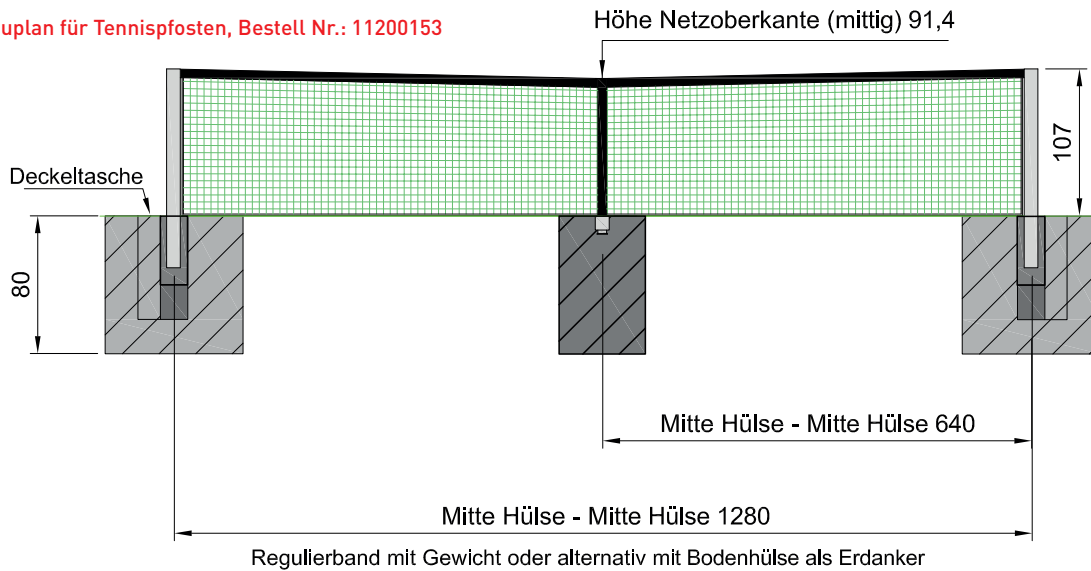 uplan für Tennispfosten, Bestell Nr.: 11200153
Höhe Netzoberkante (mittig) 91,4
107
Deckeltasche
80
Mitte Hülse - Mitte Hülse 640
Mitte Hülse - Mitte Hülse 1280
Regulierband mit Gewicht oder alternativ mit Bodenhülse als Erdanker